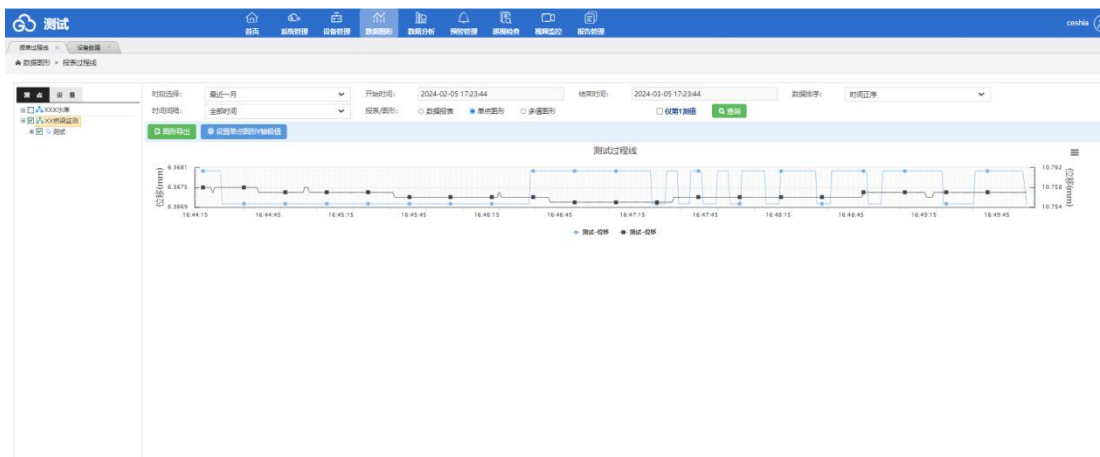 测试
首页 系统管理 设备管理 数据图形 数据分析 预警管理 巡视检查 视频监控 报告管理
ceshia
报表过程线 × 设备数据 ×
数据图形 > 报表过程线
测 点 设 备
XXX水库
XX桥梁监测
测试
时段选择: 最近一月 开始时间: 2024-02-05 17:23:44 结束时间: 2024-03-05 17:23:44 数据排序: 时间正序
时间间隔: 全部时间 报表/图形: 数据报表 单点图形 多值图形 仅第1测值 查询
图形导出 设置单点图形Y轴极值
测试过程线
位移(mm)
6.3681
6.3675
6.3669
10.762
10.758
10.754
位移(mm)
16:44:15 16:44:45 16:45:15 16:45:45 16:46:15 16:46:45 16:47:15 16:47:45 16:48:15 16:48:45 16:49:15 16:49:45
测试-位移 测试-位移